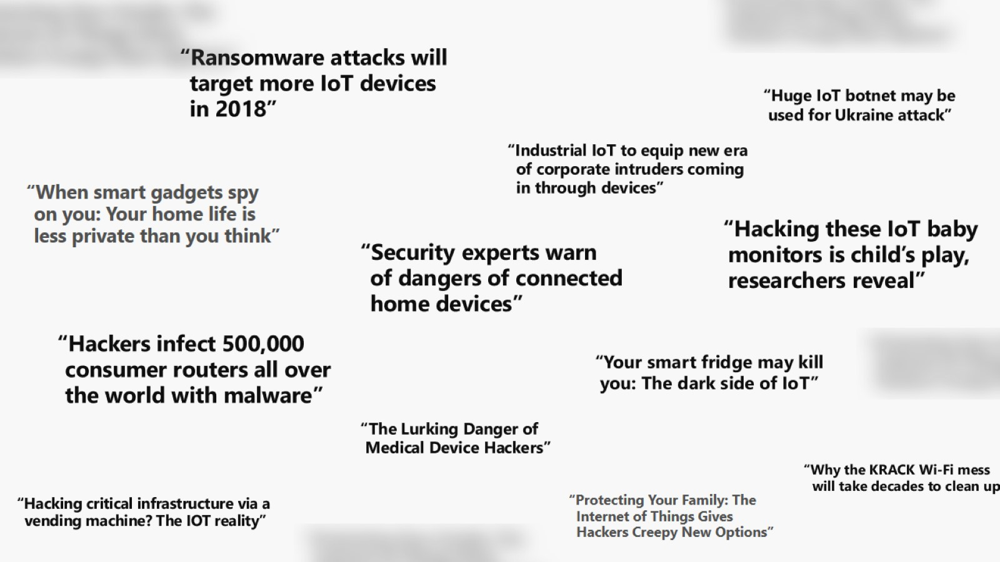 “Ransomware attacks will
target more IoT devices
in 2018”
“Huge IoT botnet may be
used for Ukraine attack”
“Industrial IoT to equip new era
of corporate intruders coming
in through devices”
“When smart gadgets spy
on you: Your home life is
less private than you think”
“Hacking these IoT baby
monitors is child’s play,
researchers reveal”
“Security experts warn
of dangers of connected
home devices”
“Hackers infect 500,000
consumer routers all over
the world with malware”
“Your smart fridge may kill
you: The dark side of IoT”
“The Lurking Danger of
Medical Device Hackers”
“Why the KRACK Wi-Fi mess
will take decades to clean up
“Hacking critical infrastructure via a
vending machine? The IOT reality”
“Protecting Your Family: The
Internet of Things Gives
Hackers Creepy New Options”